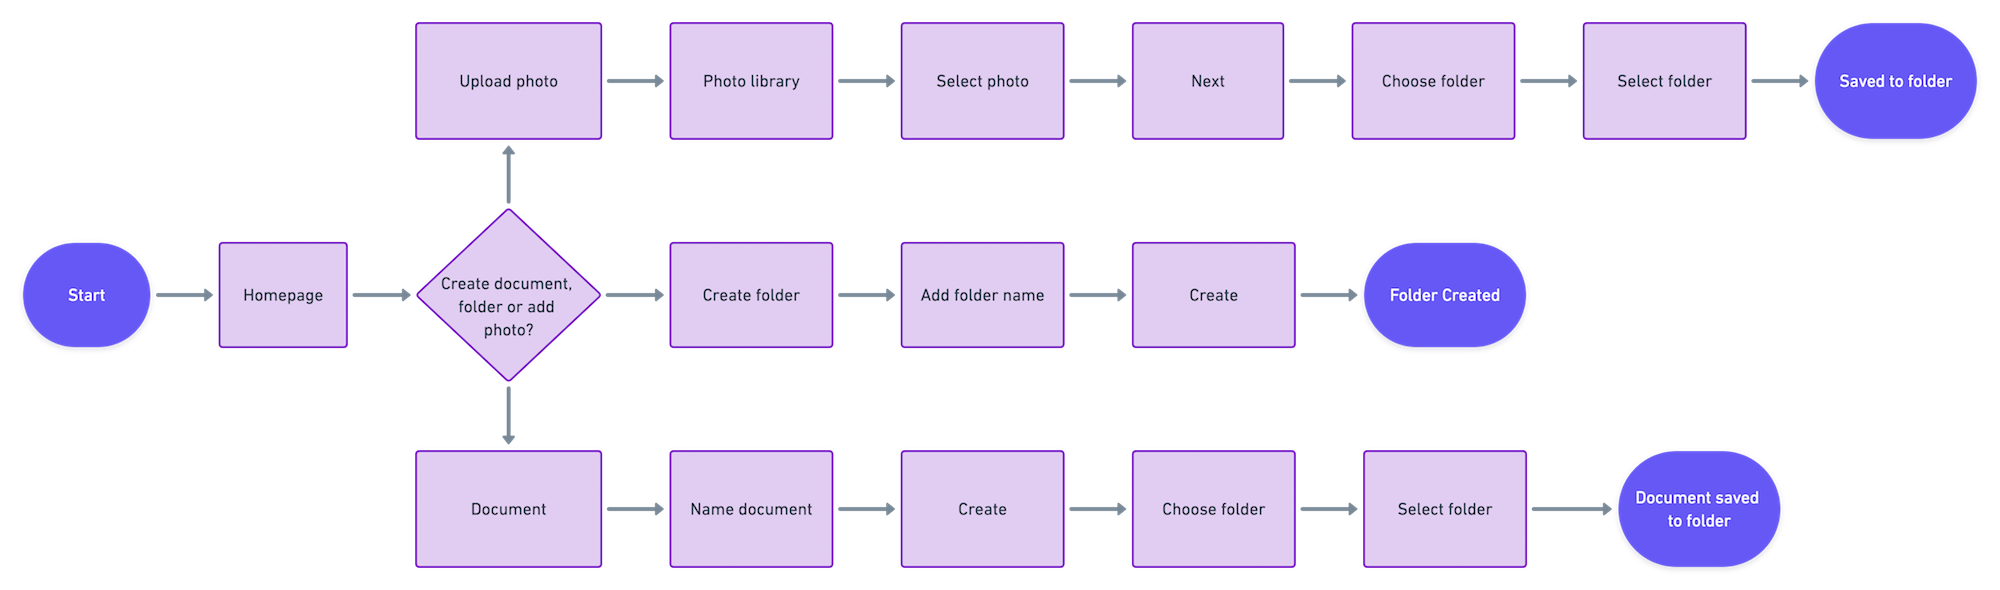 Upload photo
Photo library
Select photo
Next
Choose folder
Select folder
Saved to folder
Start
Homepage
Create document,
folder or add
photo?
Create folder
Add folder name
Create
Folder Created
Document
Name document
Create
Choose folder
Select folder
Document saved
to folder